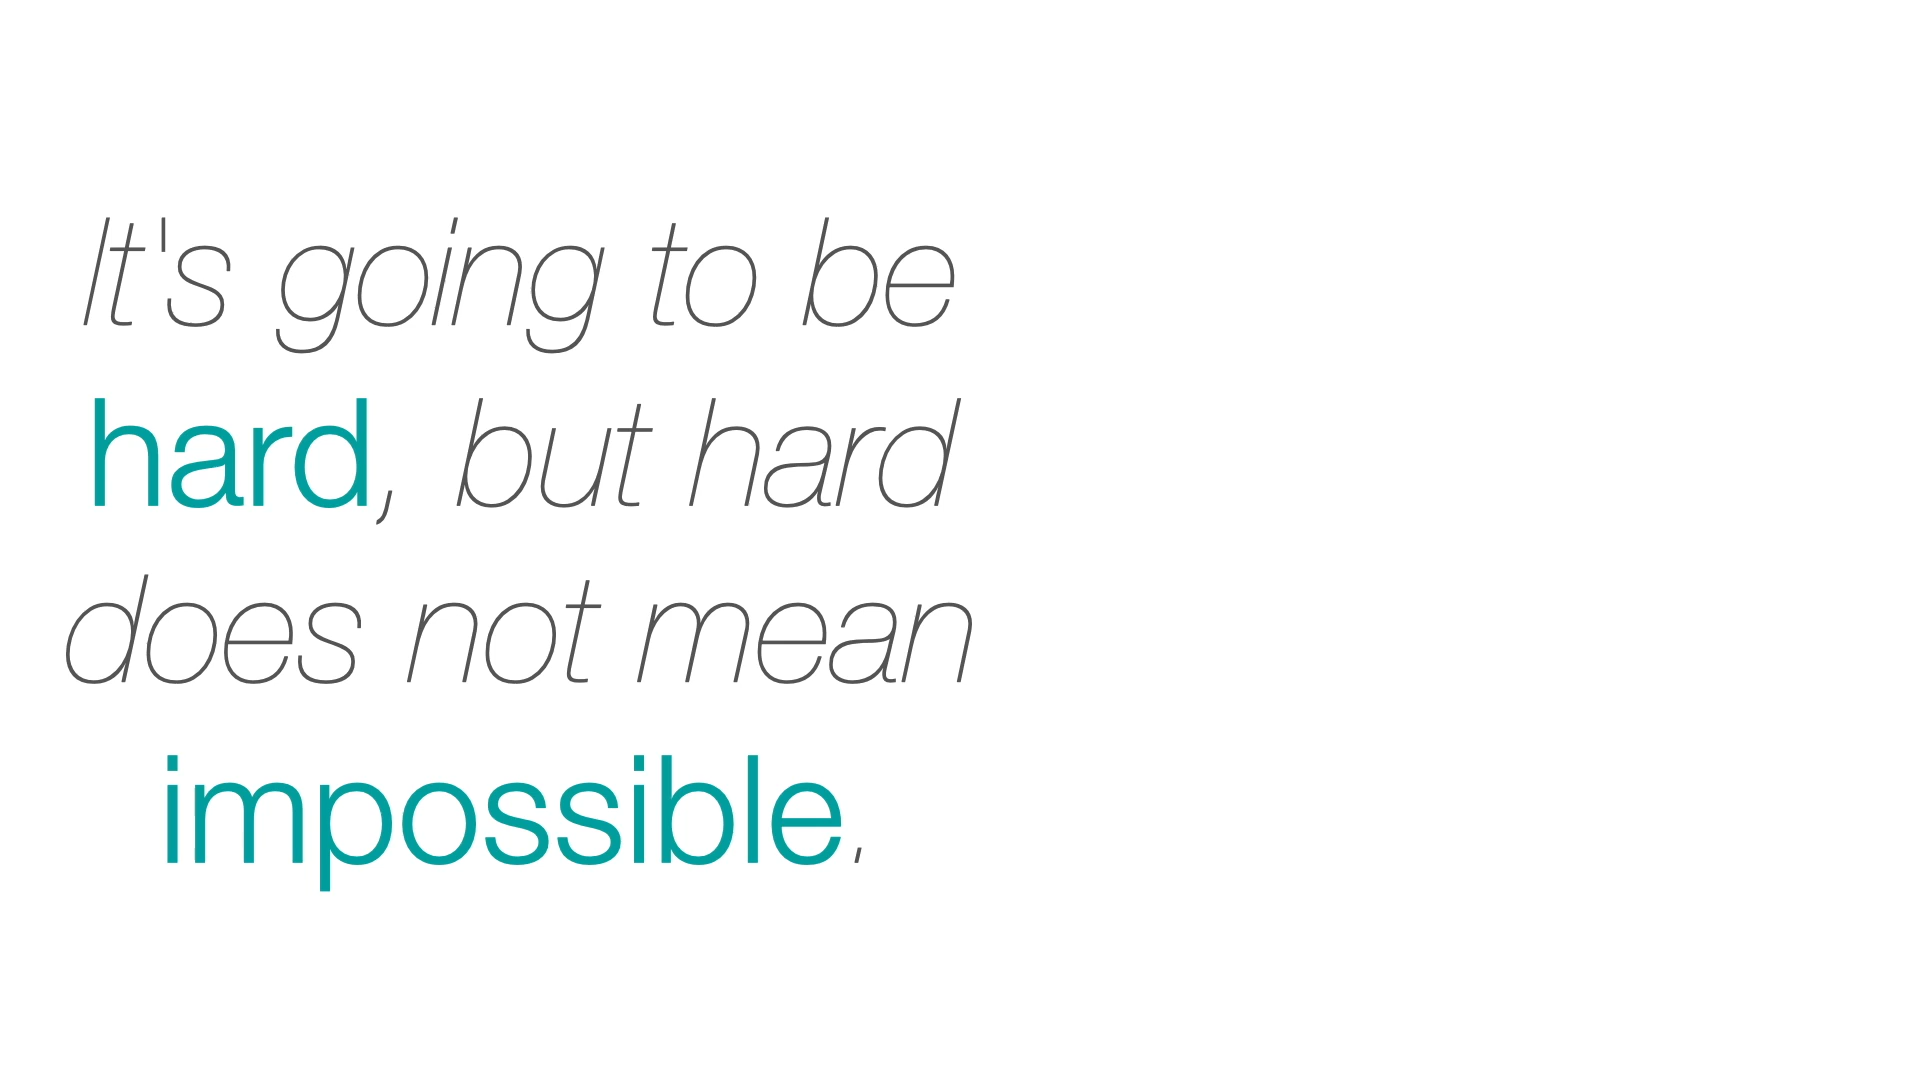 It's going to be
hard, but hard
does not mean
impossible.